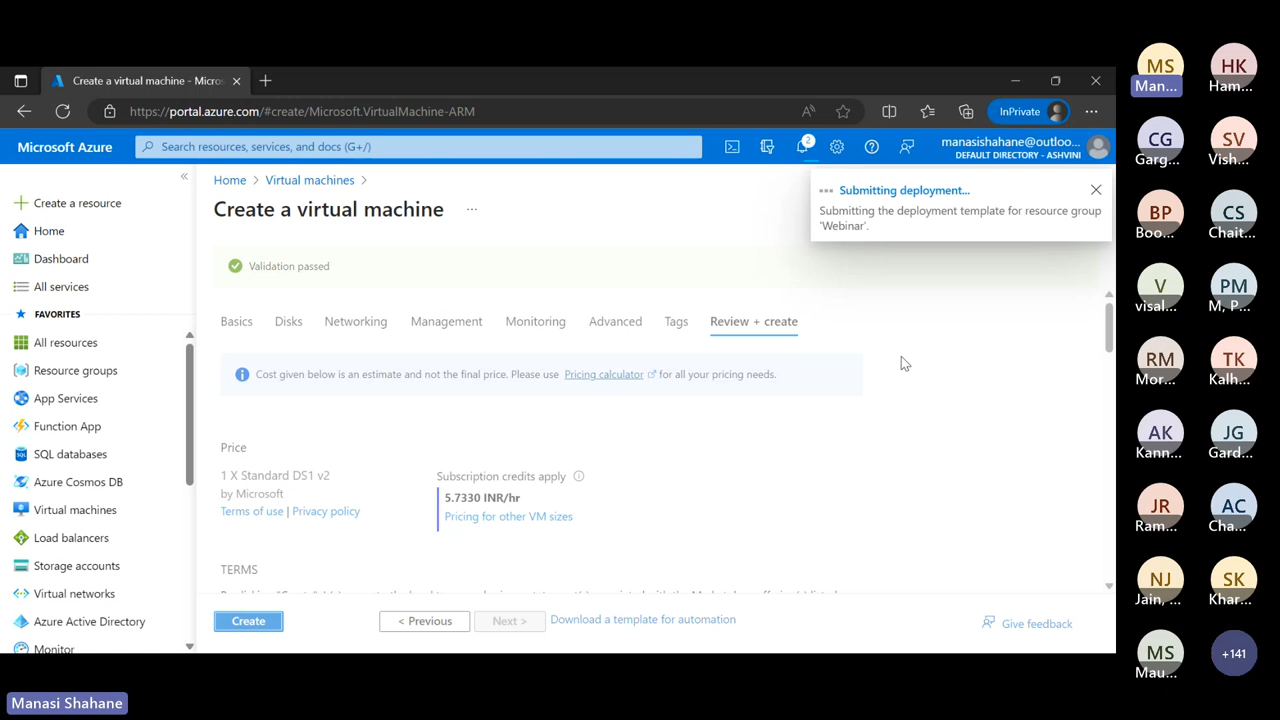 Create a virtual machine - Micro
https://portal.azure.com/#create/Microsoft.VirtualMachine-ARM
InPrivate
Microsoft Azure
Search resources, services, and docs (G+/)
2
manasishahane@outloo...
DEFAULT DIRECTORY - ASHVINI
Create a resource
Home
Dashboard
All services
FAVORITES
All resources
Resource groups
App Services
Function App
SQL databases
Azure Cosmos DB
Virtual machines
Load balancers
Storage accounts
Virtual networks
Azure Active Directory
Monitor
Home > Virtual machines >
Create a virtual machine
...
Submitting deployment...
Submitting the deployment template for resource group
'Webinar'.
Validation passed
Basics Disks Networking Management Monitoring Advanced Tags Review + create
Cost given below is an estimate and not the final price. Please use Pricing calculator for all your pricing needs.
Price
1 X Standard DS1 v2
by Microsoft
Terms of use | Privacy policy
Subscription credits apply
5.7330 INR/hr
Pricing for other VM sizes
TERMS
Create
< Previous
Next >
Download a template for automation
Give feedback
MS
Man...
HK
Ham...
CG
Garg...
SV
Vish...
BP
Boo...
CS
Chait...
V
visal...
PM
M, P...
RM
Mor...
TK
Kalh...
AK
Kann...
JG
Gard...
JR
Ram...
AC
Cha...
NJ
Jain, ...
SK
Khar...
MS
Mau...
+141
Manasi Shahane